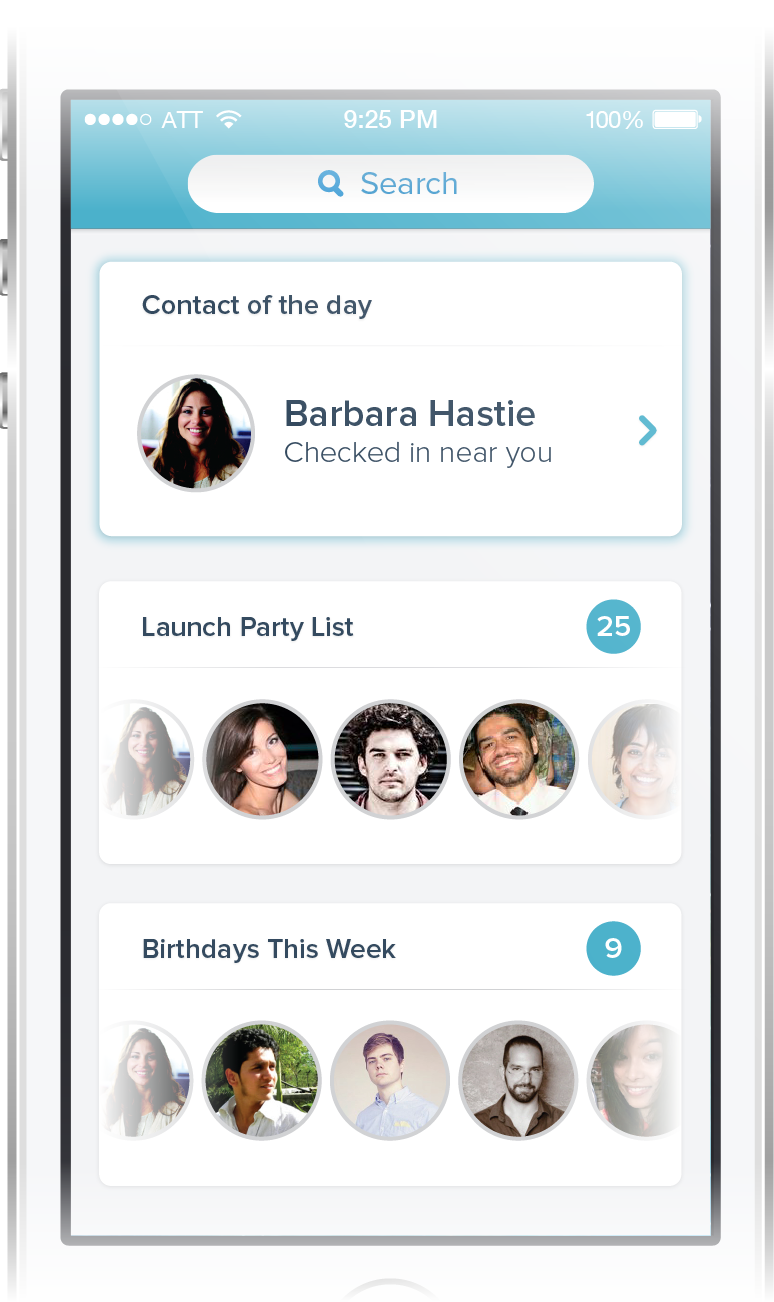 ATT 9:25 PM 100%
Search
Contact of the day
Barbara Hastie
Checked in near you
Launch Party List 25
Birthdays This Week 9